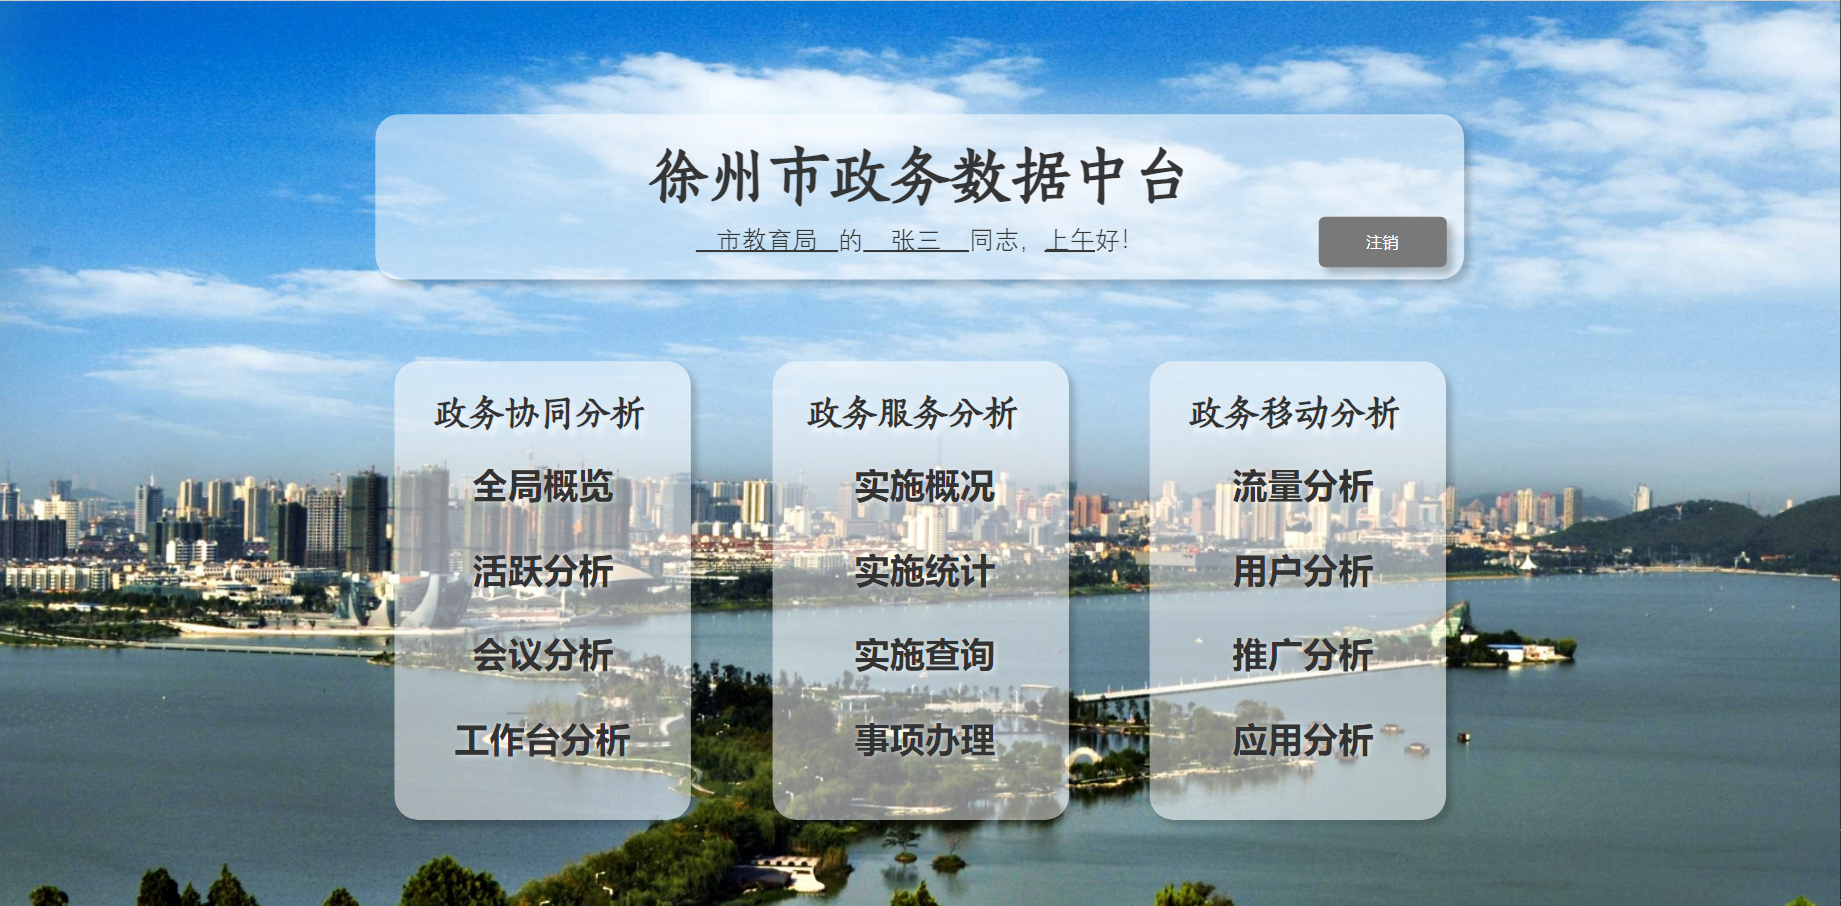 徐州市政务数据中台
市教育局 的 张三 同志，上午好！
注销
政务协同分析
全局概览
活跃分析
会议分析
工作台分析
政务服务分析
实施概况
实施统计
实施查询
事项办理
政务移动分析
流量分析
用户分析
推广分析
应用分析